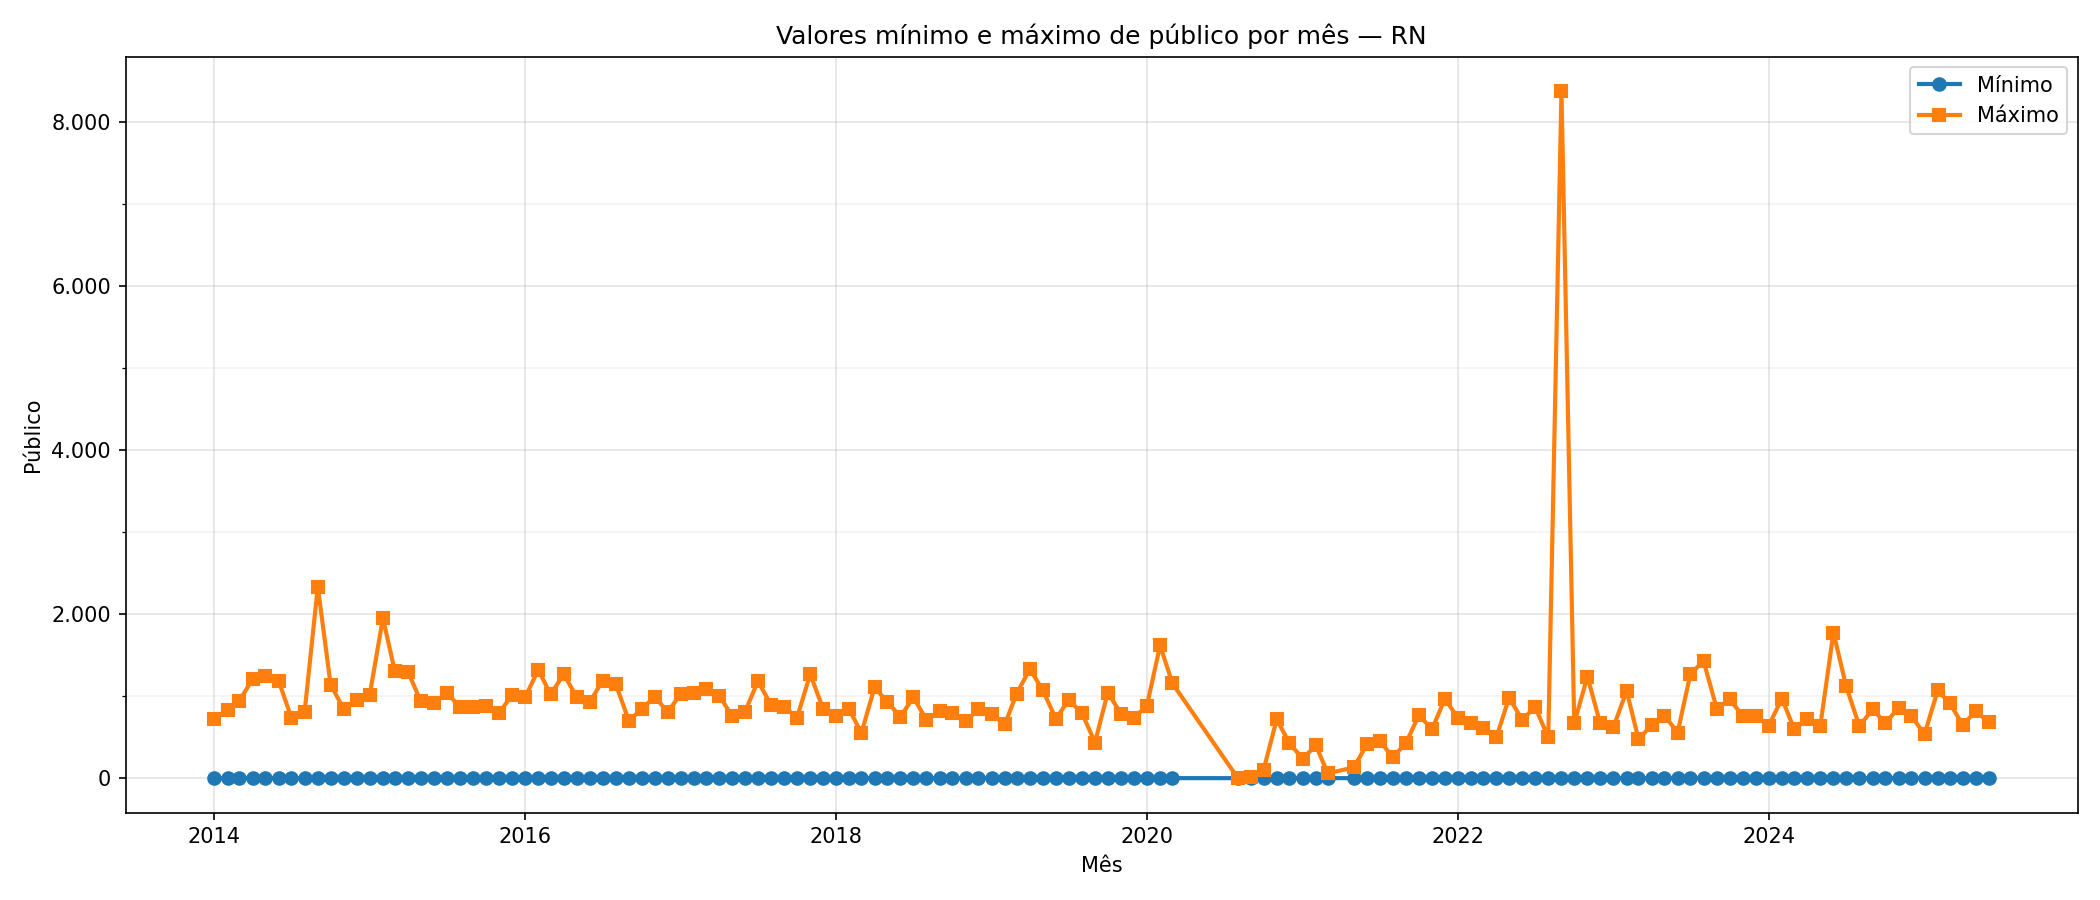 Valores mínimo e máximo de público por mês — RN
Mínimo
Máximo
Público
8.000
6.000
4.000
2.000
0
2014
2016
2018
2020
2022
2024
Mês